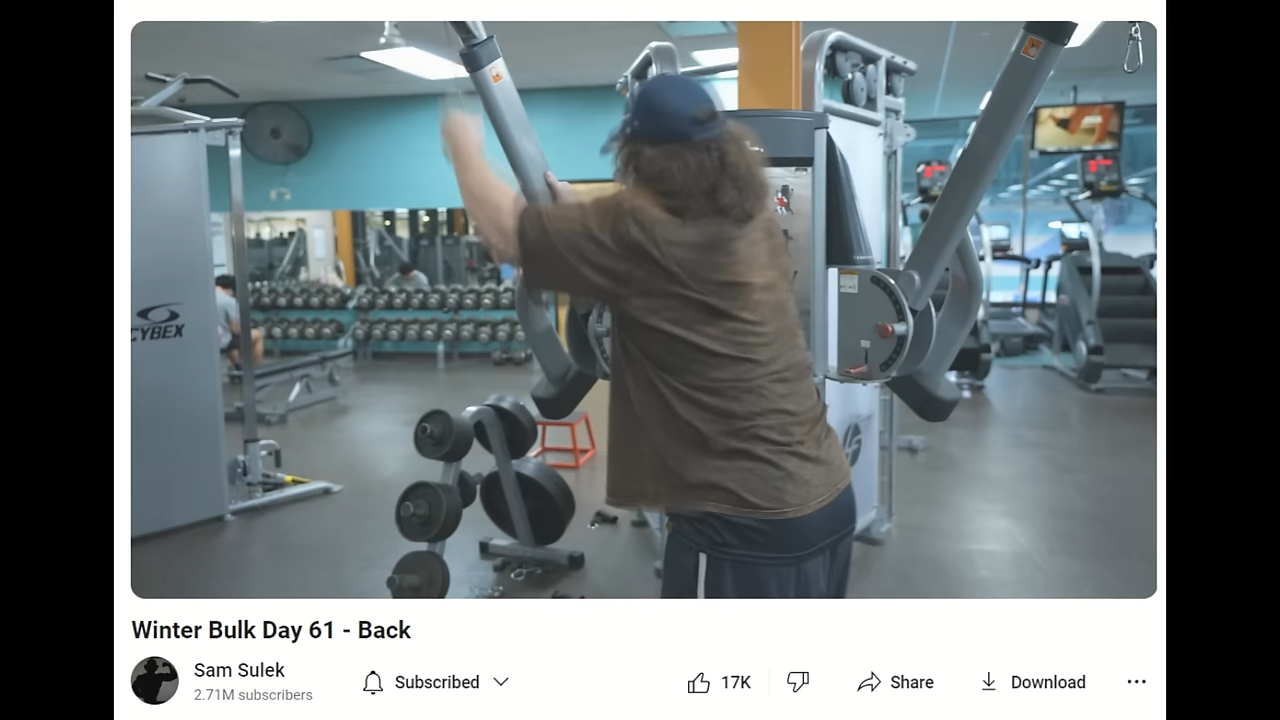 CYBEX
Winter Bulk Day 61 - Back
Sam Sulek
2.71M subscribers
Subscribed
17K
Share
Download